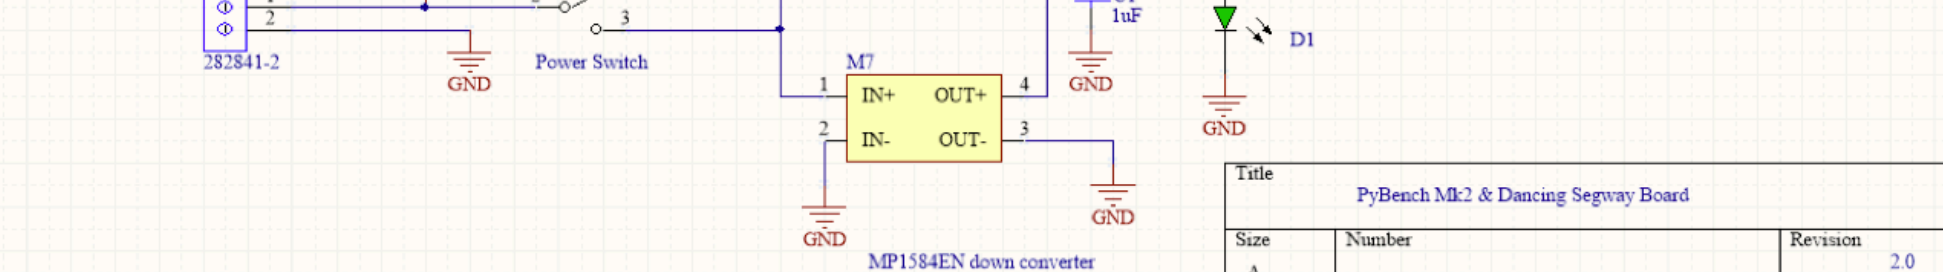 2
3
1uF
D1
282841-2
GND
Power Switch
M7
GND
1
IN+
OUT+
4
2
IN-
OUT-
3
GND
GND
GND
MP1584EN down converter
Title
PyBench Mk2 & Dancing Segway Board
Size
Number
Revision
2.0